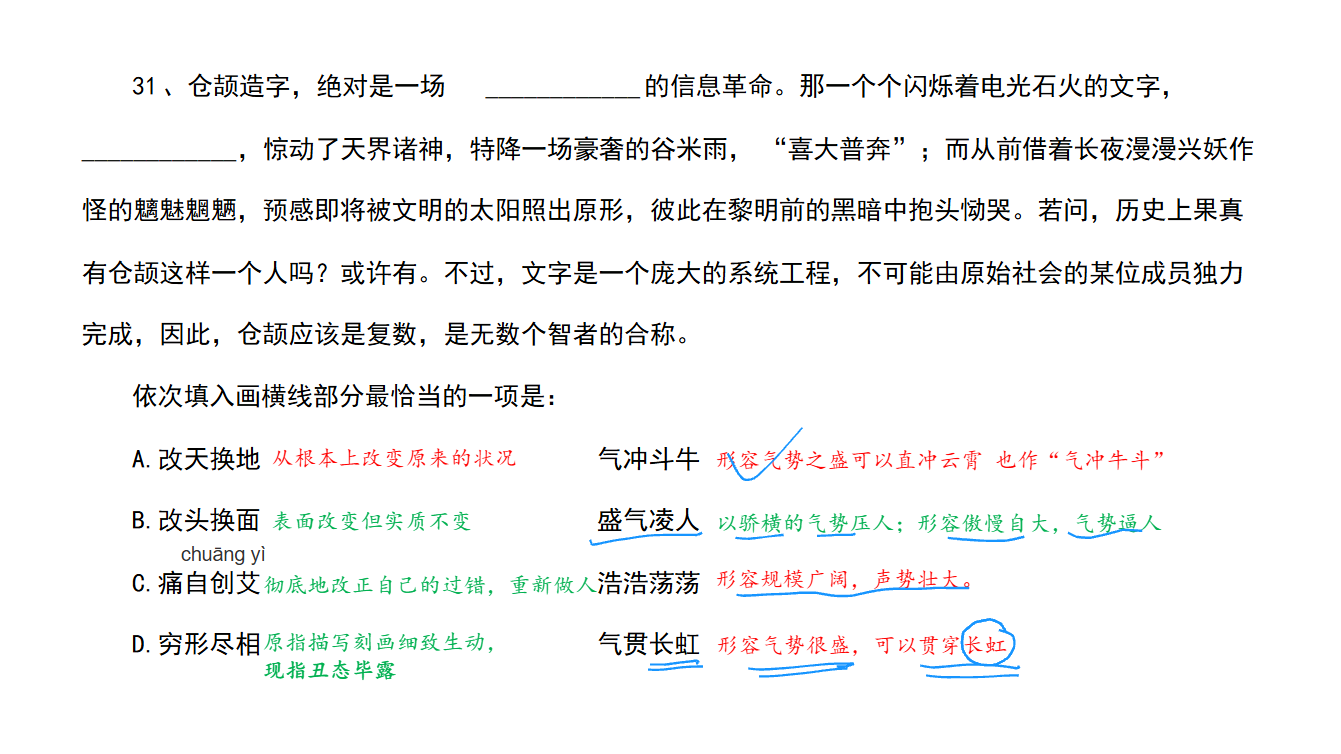 31、仓颉造字，绝对是一场 ____________的信息革命。那一个个闪烁着电光石火的文字，
____________，惊动了天界诸神，特降一场豪奢的谷米雨，“喜大普奔”；而从前借着长夜漫漫兴妖作
怪的魑魅魍魉，预感即将被文明的太阳照出原形，彼此在黎明前的黑暗中抱头恸哭。若问，历史上果真
有仓颉这样一个人吗？或许有。不过，文字是一个庞大的系统工程，不可能由原始社会的某位成员独力
完成，因此，仓颉应该是复数，是无数个智者的合称。
依次填入画横线部分最恰当的一项是：
A.改天换地 从根本上改变原来的状况 气冲斗牛 形容气势之盛可以直冲云霄 也作“气冲牛斗”
B.改头换面 表面改变但实质不变 盛气凌人 以骄横的气势压人；形容傲慢自大，气势逼人
chuāng yì
C.痛自创艾 彻底地改正自己的过错，重新做人 浩浩荡荡 形容规模广阔，声势壮大。
D.穷形尽相 原指描写刻画细致生动， 气贯长虹 形容气势很盛，可以贯穿长虹
现指丑态毕露